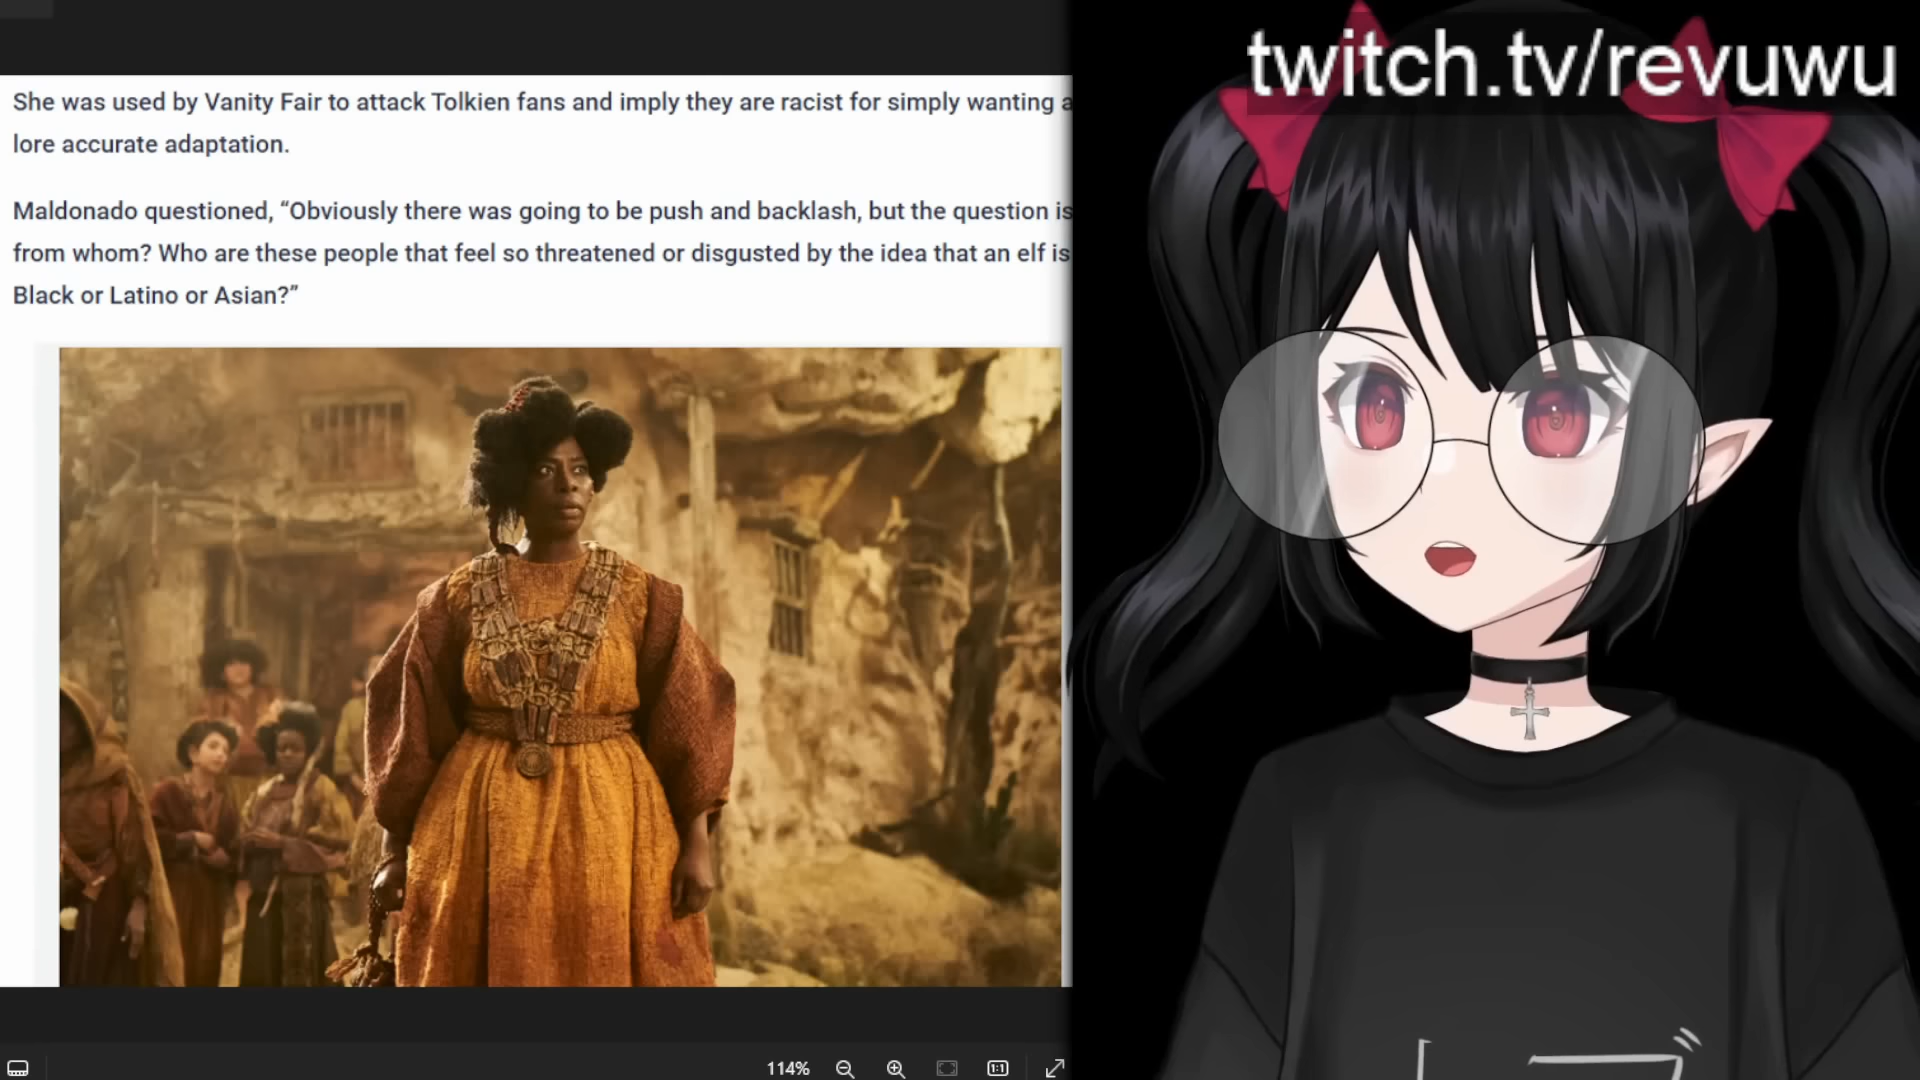 twitch.tv/revuwu
She was used by Vanity Fair to attack Tolkien fans and imply they are racist for simply wanting a
lore accurate adaptation.
Maldonado questioned, “Obviously there was going to be push and backlash, but the question is
from whom? Who are these people that feel so threatened or disgusted by the idea that an elf is
Black or Latino or Asian?”
114%
1:1